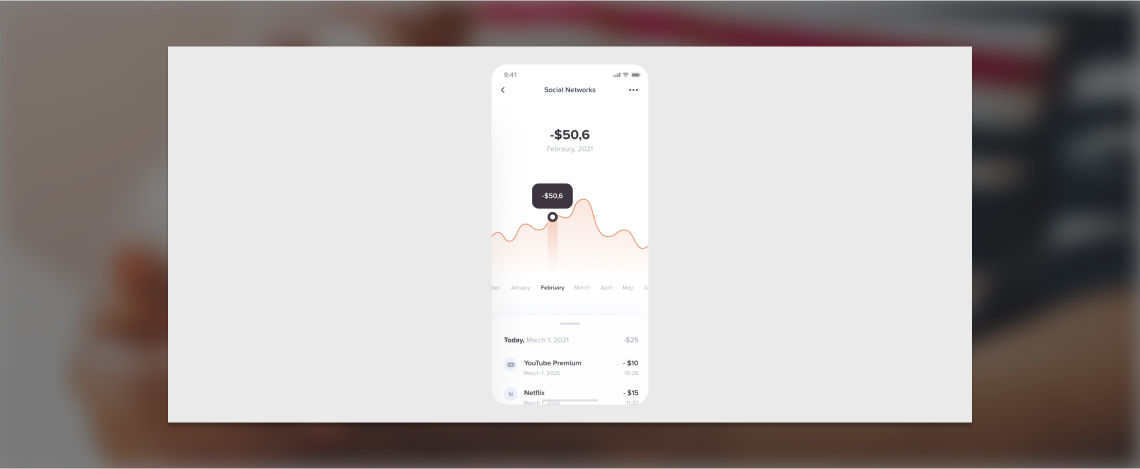 9:41
Social Networks
-$50,6
Febraury, 2021
-$50,6
ber January February March April May Ju
Today, March 1, 2021 -$25
YouTube Premium - $10
March 1, 2020 10:26
N Netflix - $15
March 1, 2020